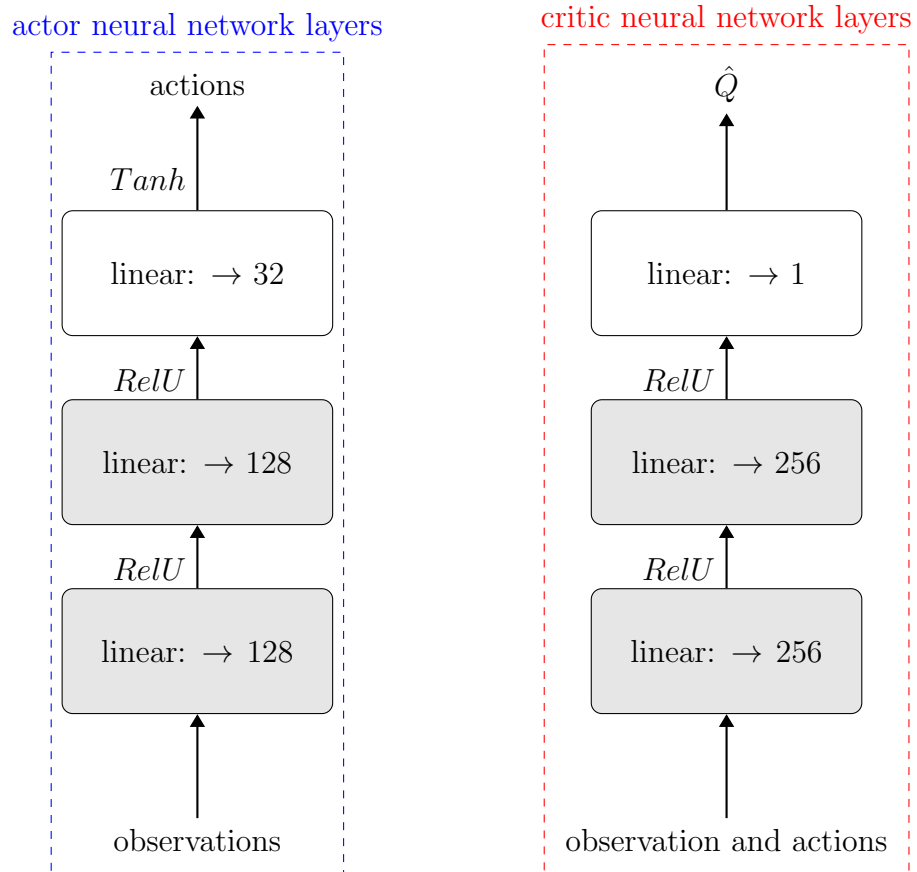 actor neural network layers
actions
Tanh
linear: → 32
RelU
linear: → 128
RelU
linear: → 128
observations
critic neural network layers
Q̂
linear: → 1
RelU
linear: → 256
RelU
linear: → 256
observation and actions